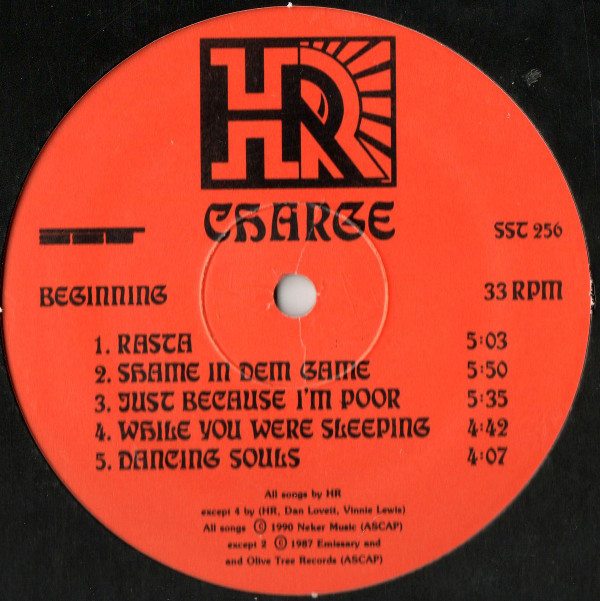 HR
CHARGE
SST
SST 256
BEGINNING
33 RPM
1. RASTA 5:03
2. SHAME IN DEM GAME 5:50
3. JUST BECAUSE I'M POOR 5:35
4. WHILE YOU WERE SLEEPING 4:42
5. DANCING SOULS 4:07
All songs by HR
except 4 by (HR, Dan Lovett, Vinnie Lewis)
All songs © 1990 Neker Music (ASCAP)
except 2 © 1987 Emissary and
and Olive Tree Records (ASCAP)